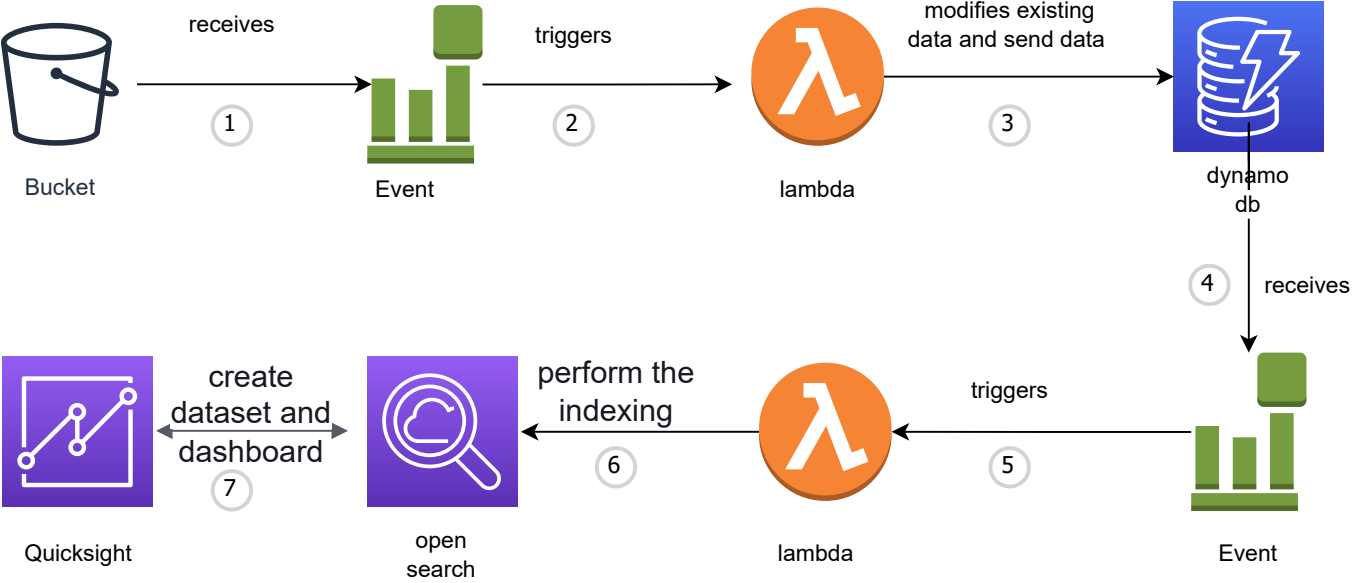 receives
triggers
modifies existing
data and send data
1
2
3
Bucket
Event
lambda
dynamo
db
4
receives
create
dataset and
dashboard
7
perform the
indexing
6
triggers
5
Quicksight
open
search
lambda
Event